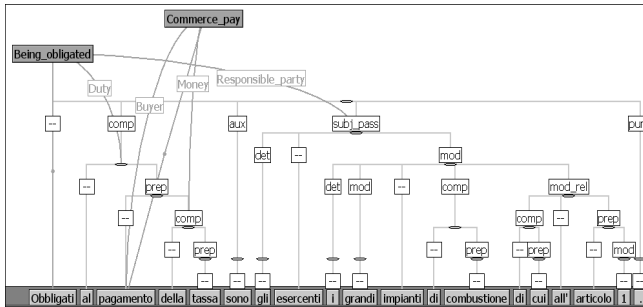 Commerce_pay
Being_obligated
Duty
Buyer
Money
Responsible_party
-- comp aux subj_pass
det -- mod
-- prep det mod -- comp mod_rel
-- comp comp -- prep
-- prep -- prep -- prep -- mod
-- -- -- -- --
Obbligati al pagamento della tassa sono gli esercenti i grandi impianti di combustione di cui all' articolo 1